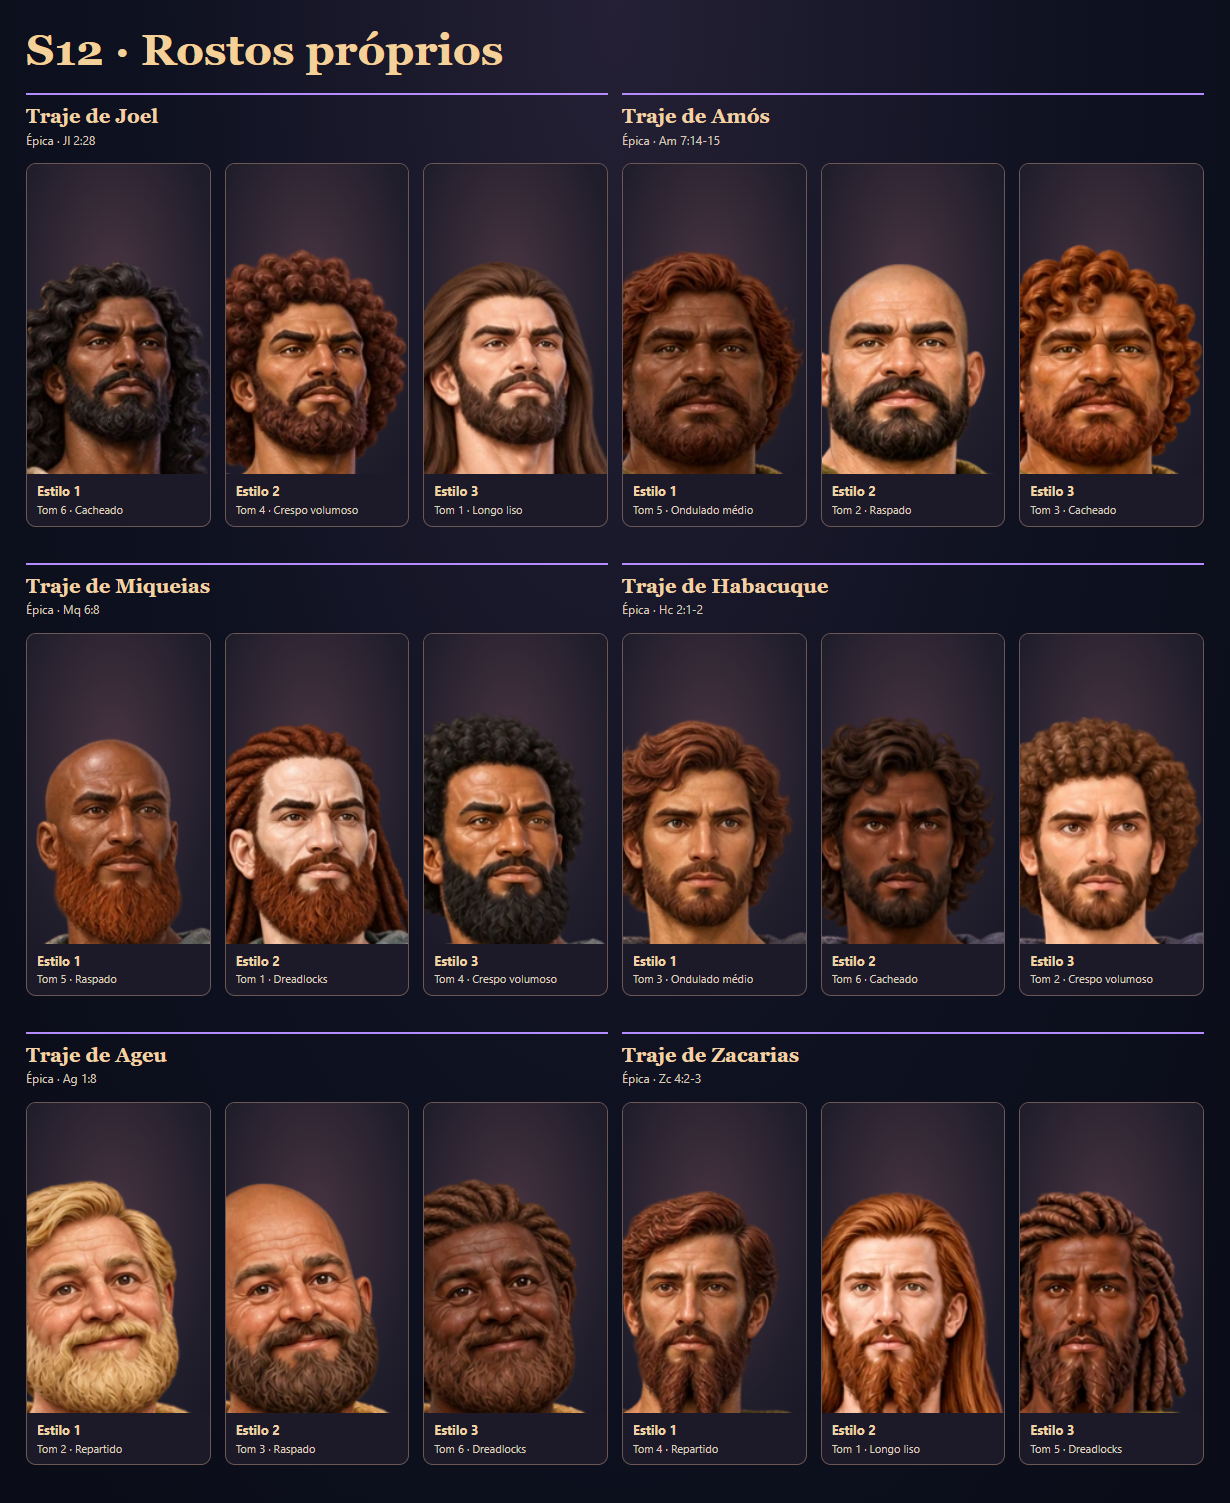 S12 · Rostos próprios
Traje de Joel
Épica · Jl 2:28
Estilo 1
Tom 6 · Cacheado
Estilo 2
Tom 4 · Crespo volumoso
Estilo 3
Tom 1 · Longo liso
Traje de Amós
Épica · Am 7:14-15
Estilo 1
Tom 5 · Ondulado médio
Estilo 2
Tom 2 · Raspado
Estilo 3
Tom 3 · Cacheado
Traje de Miqueias
Épica · Mq 6:8
Estilo 1
Tom 5 · Raspado
Estilo 2
Tom 1 · Dreadlocks
Estilo 3
Tom 4 · Crespo volumoso
Traje de Habacuque
Épica · Hc 2:1-2
Estilo 1
Tom 3 · Ondulado médio
Estilo 2
Tom 6 · Cacheado
Estilo 3
Tom 2 · Crespo volumoso
Traje de Ageu
Épica · Ag 1:8
Estilo 1
Tom 2 · Repartido
Estilo 2
Tom 3 · Raspado
Estilo 3
Tom 6 · Dreadlocks
Traje de Zacarias
Épica · Zc 4:2-3
Estilo 1
Tom 4 · Repartido
Estilo 2
Tom 1 · Longo liso
Estilo 3
Tom 5 · Dreadlocks